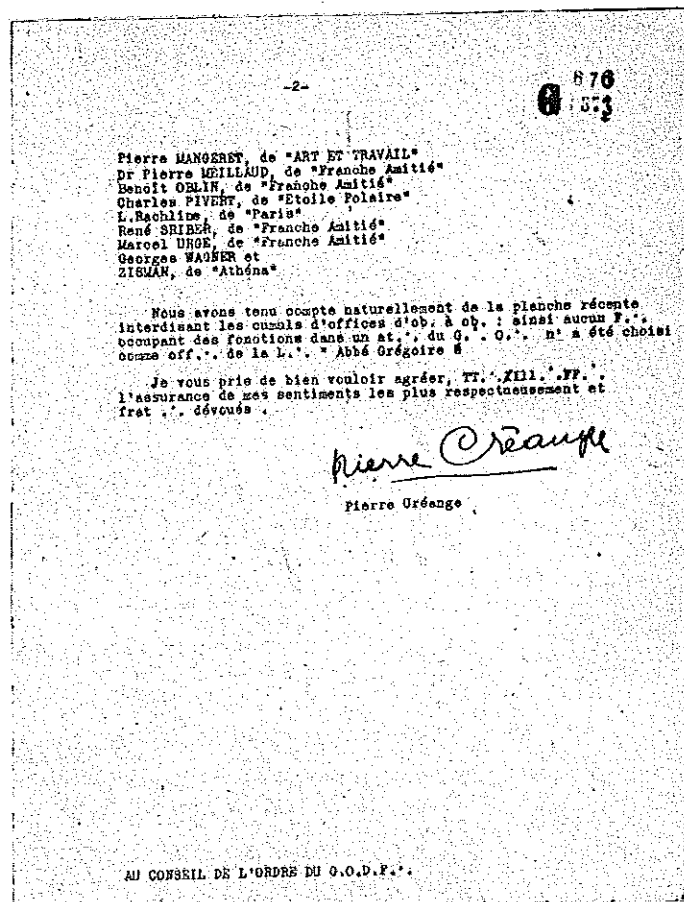 -2-
676
Pierre MANGERET, de "ART ET TRAVAIL"
Dr Pierre MEILLAUD, de "Franche Amitié"
Benoît OBLIN, de "Franche Amitié"
Charles PIVERT, de "Etoile Polaire"
L.Rachline, de "Paris"
René SRIBER, de "Franche Amitié"
Marcel URGE, de "Franche Amitié"
Georges WAGNER et
ZISMAN, de "Athéna"
Nous avons tenu compte naturellement de la planche récente
interdisant les cumuls d'offices d'ob. à ob. : ainsi aucun F.'.
occupant des fonctions dans un at.'. du G.'. O.'. n' a été choisi
comme off.'. de la L.'. " Abbé Grégoire "
Je vous prie de bien vouloir agréer, TT.'.Ill.'.FF.'.
l'assurance de mes sentiments les plus respectueusement et
frat .'. dévoués .
Pierre Créange
Pierre Créange
AU CONSEIL DE L'ORDRE DU G.O.D.F.'.